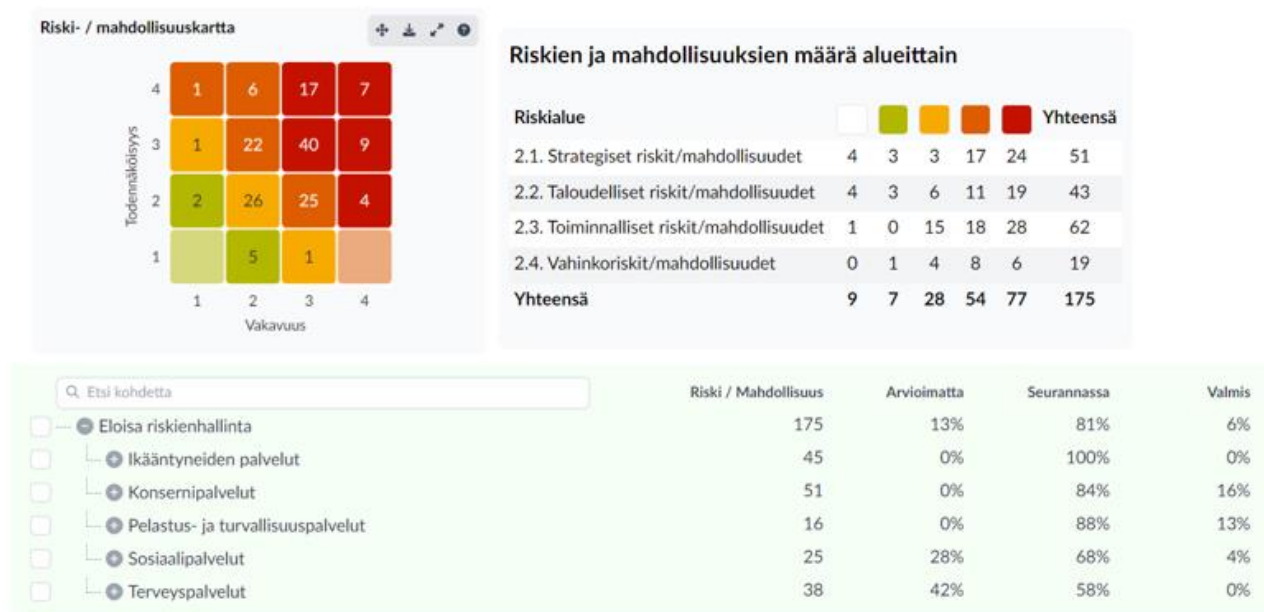 Riski- / mahdollisuuskartta
4 1 6 17 7
3 1 22 40 9
2 2 26 25 4
1 5 1
1 2 3 4
Todennäköisyys
Vakavuus
Riskien ja mahdollisuuksien määrä alueittain
Riskialue Yhteensä
2.1. Strategiset riskit/mahdollisuudet 4 3 3 17 24 51
2.2. Taloudelliset riskit/mahdollisuudet 4 3 6 11 19 43
2.3. Toiminnalliset riskit/mahdollisuudet 1 0 15 18 28 62
2.4. Vahinkoriskit/mahdollisuudet 0 1 4 8 6 19
Yhteensä 9 7 28 54 77 175
Etsi kohdetta Riski / Mahdollisuus Arvioimatta Seurannassa Valmis
Eloisa riskienhallinta 175 13% 81% 6%
Ikääntyneiden palvelut 45 0% 100% 0%
Konsernipalvelut 51 0% 84% 16%
Pelastus- ja turvallisuuspalvelut 16 0% 88% 13%
Sosiaalipalvelut 25 28% 68% 4%
Terveyspalvelut 38 42% 58% 0%